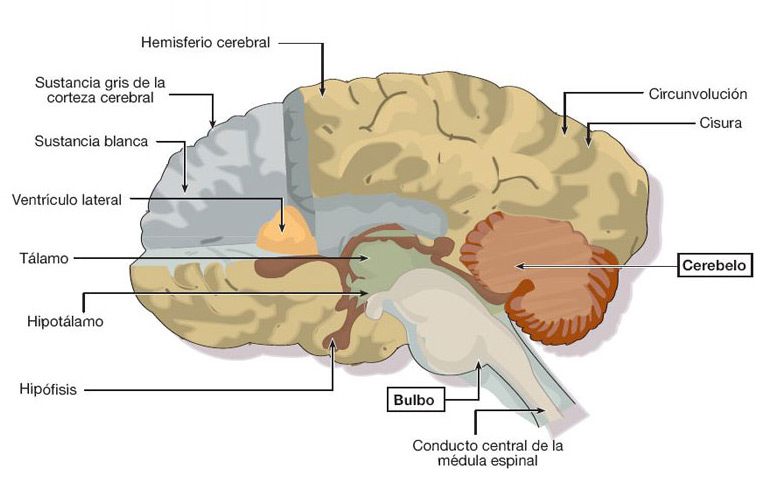 Hemisferio cerebral
Sustancia gris de la
corteza cerebral
Sustancia blanca
Ventrículo lateral
Tálamo
Hipotálamo
Hipófisis
Circunvolución
Cisura
Cerebelo
Bulbo
Conducto central de la
médula espinal